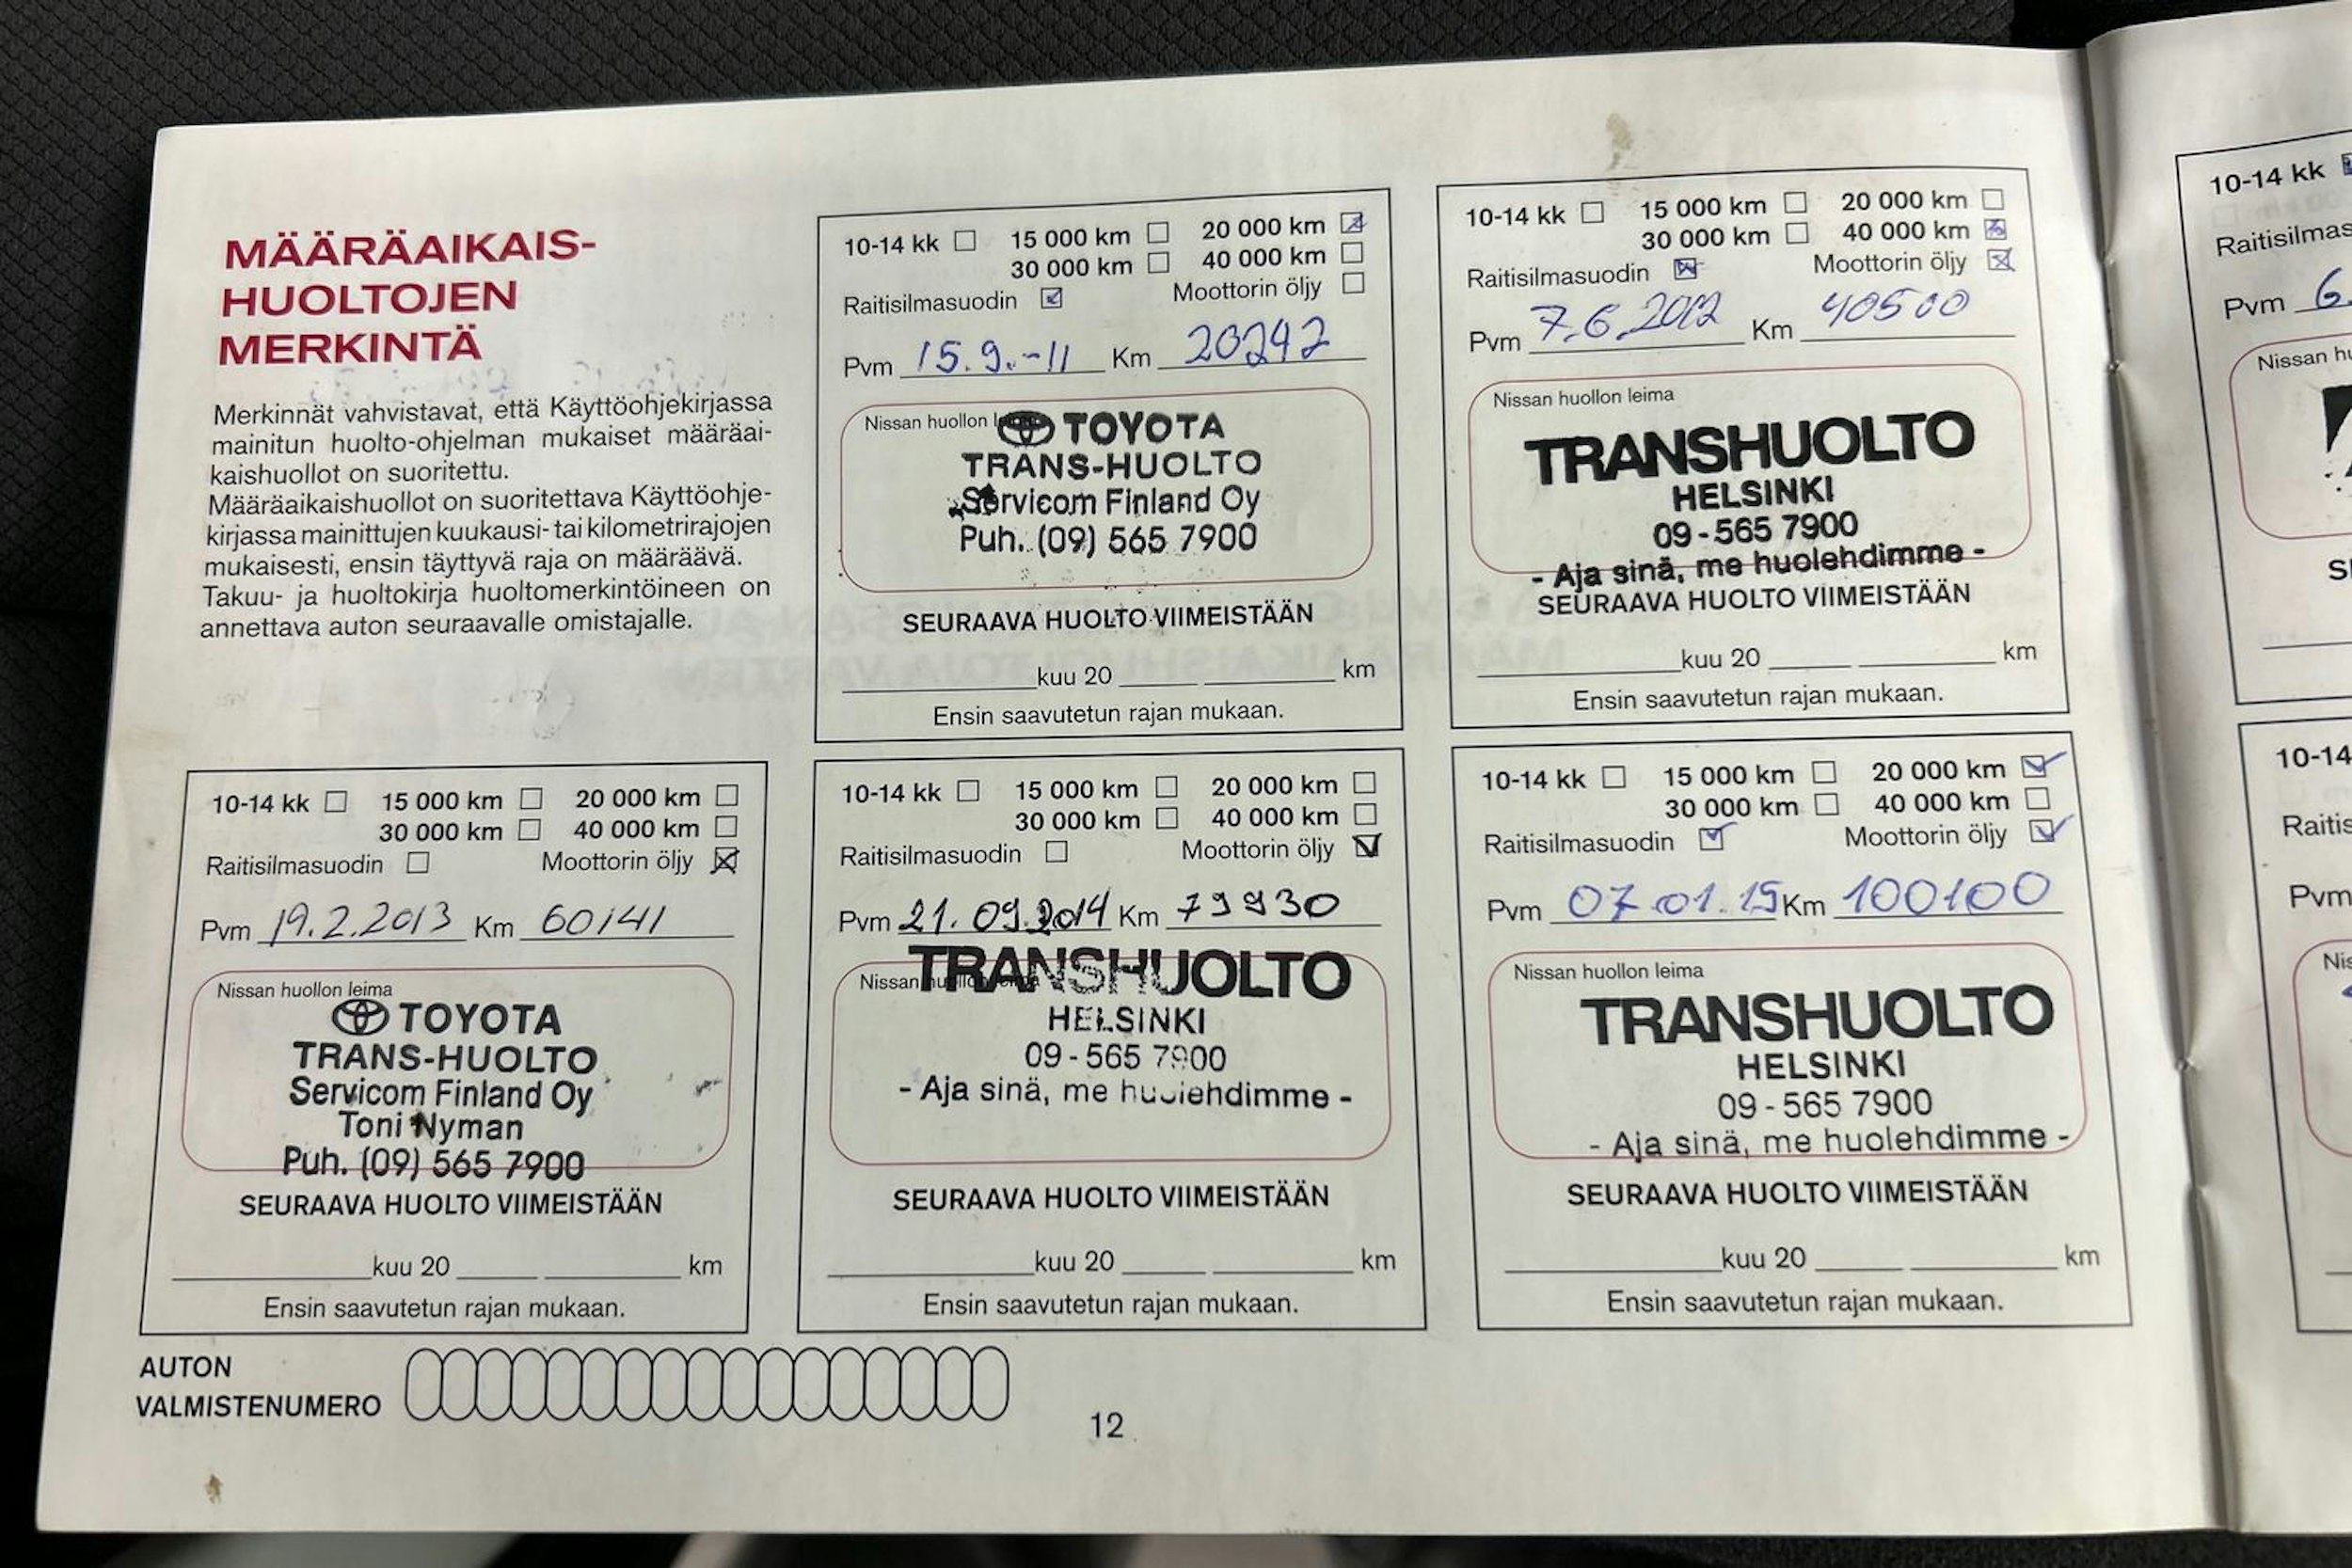 MÄÄRÄAIKAIS-
HUOLTOJEN
MERKINTÄ
Merkinnät vahvistavat, että Käyttöohjekirjassa
mainitun huolto-ohjelman mukaiset määräai-
kaishuollot on suoritettu.
Määräaikaishuollot on suoritettava Käyttöohje-
kirjassa mainittujen kuukausi- tai kilometrirajojen
mukaisesti, ensin täyttyvä raja on määräävä.
Takuu- ja huoltokirja huoltomerkintöineen on
annettava auton seuraavalle omistajalle.
10-14 kk 15 000 km 20 000 km
30 000 km 40 000 km
Raitisilmasuodin Moottorin öljy
Pvm 15.9.-11 Km 20242
Nissan huollon
TOYOTA
TRANS-HUOLTO
Servicom Finland Oy
Puh. (09) 565 7900
SEURAAVA HUOLTO VIIMEISTÄÄN
kuu 20 km
Ensin saavutetun rajan mukaan.
10-14 kk 15 000 km 20 000 km
30 000 km 40 000 km
Raitisilmasuodin Moottorin öljy
Pvm 7.6.2012 Km 40500
Nissan huollon leima
TRANSHUOLTO
HELSINKI
09-565 7900
- Aja sinä, me huolehdimme -
SEURAAVA HUOLTO VIIMEISTÄÄN
kuu 20 km
Ensin saavutetun rajan mukaan.
10-14 kk
Pvm 6.
10-14 kk 15 000 km 20 000 km
30 000 km 40 000 km
Raitisilmasuodin Moottorin öljy
Pvm 19.2.2013 Km 60141
Nissan huollon leima
TOYOTA
TRANS-HUOLTO
Servicom Finland Oy
Toni Nyman
Puh. (09) 565 7900
SEURAAVA HUOLTO VIIMEISTÄÄN
kuu 20 km
Ensin saavutetun rajan mukaan.
10-14 kk 15 000 km 20 000 km
30 000 km 40 000 km
Raitisilmasuodin Moottorin öljy
Pvm 21.09.2014 Km 79930
Nissan huollon leima
TRANSHUOLTO
HELSINKI
09-565 7900
- Aja sinä, me huolehdimme -
SEURAAVA HUOLTO VIIMEISTÄÄN
kuu 20 km
Ensin saavutetun rajan mukaan.
10-14 kk 15 000 km 20 000 km
30 000 km 40 000 km
Raitisilmasuodin Moottorin öljy
Pvm 07.01.15 Km 100100
Nissan huollon leima
TRANSHUOLTO
HELSINKI
09-565 7900
- Aja sinä, me huolehdimme -
SEURAAVA HUOLTO VIIMEISTÄÄN
kuu 20 km
Ensin saavutetun rajan mukaan.
10-14
Pvm
AUTON
VALMISTENUMERO
12